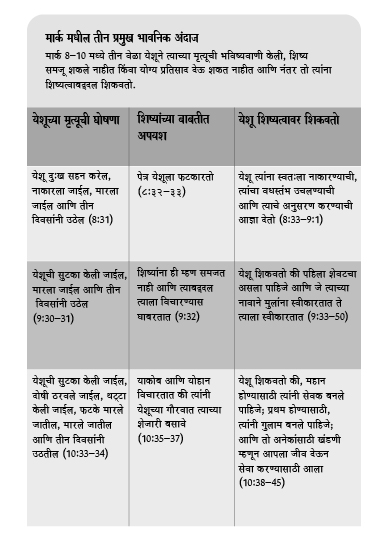 मार्क मधील तीन प्रमुख भावनिक अंदाज
मार्क 8–10 मध्ये तीन वेळा येशूने त्याच्या मृत्यूची भविष्यवाणी केली, शिष्य
समजू शकले नाहीत किंवा योग्य प्रतिसाद देऊ शकत नाहीत आणि नंतर तो त्यांना
शिष्यत्वाबद्दल शिकवतो.
येशूच्या मृत्यूची घोषणा
शिष्यांच्या बाबतीत
अपयश
येशू शिष्यत्वावर शिकवतो
येशू दुःख सहन करेल,
नाकारला जाईल, मारला
जाईल आणि तीन
दिवसांनी उठेल (8:31)
पेत्र येशूला फटकारतो
(८:३२–३३)
येशू त्यांना स्वतःला नाकारण्याची,
त्यांचा वधस्तंभ उचलण्याची
आणि त्याचे अनुसरण करण्याची
आज्ञा देतो (8:33–9:1)
येशूची सुटका केली जाईल,
मारला जाईल आणि तीन
दिवसांनी उठेल
(9:30–31)
शिष्यांना ही म्हण समजत
नाही आणि त्याबद्दल
त्याला विचारण्यास
घाबरतात (9:32)
येशू शिकवतो की पहिला शेवटचा
असला पाहिजे आणि जे त्याच्या
नावाने मुलांना स्वीकारतात ते
त्याला स्वीकारतात (9:33–50)
येशूची सुटका केली जाईल,
दोषी ठरवले जाईल, थट्टा
केली जाईल, फटके मारले
जातील, मारले जातील
आणि तीन दिवसांनी
उठतील (10:33–34)
याकोब आणि योहान
विचारतात की त्यांनी
येशूच्या गौरवात त्याच्या
शेजारी बसावे
(10:35–37)
येशू शिकवतो की, महान
होण्यासाठी त्यांनी सेवक बनले
पाहिजे; प्रथम होण्यासाठी,
त्यांनी गुलाम बनले पाहिजे;
आणि तो अनेकांसाठी खंडणी
म्हणून आपला जीव देऊन
सेवा करण्यासाठी आला
(10:38–45)